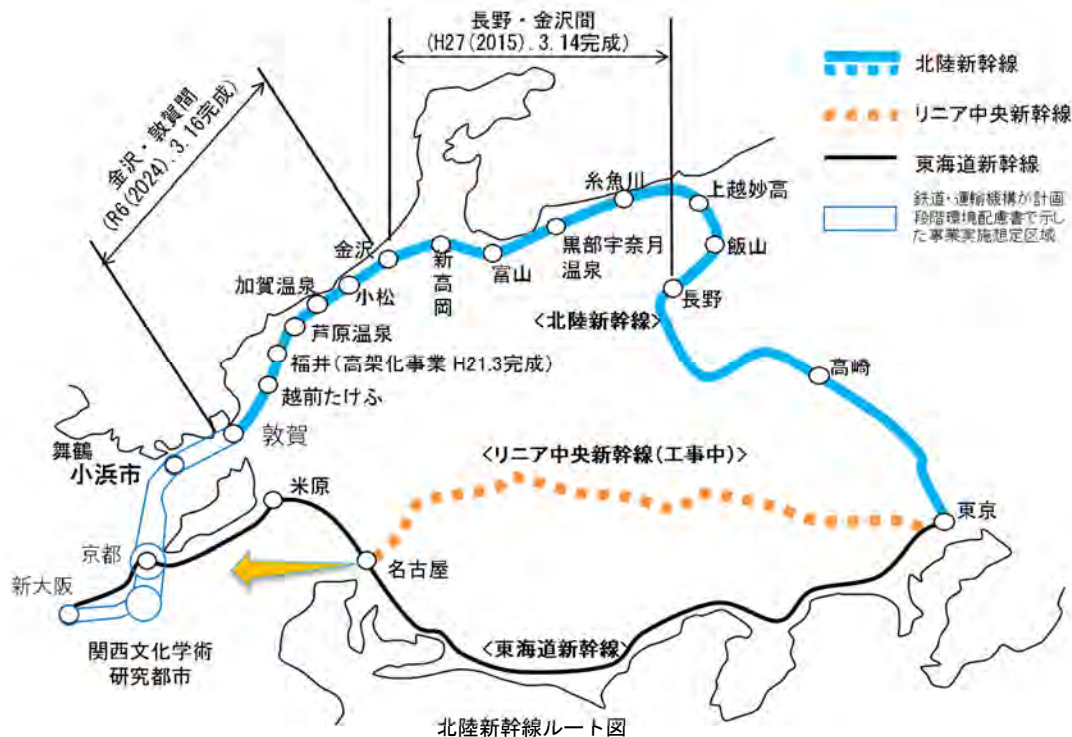 長野・金沢間
(H27(2015).3.14完成)
金沢・敦賀間
(R6(2024).3.16完成)
北陸新幹線
リニア中央新幹線
東海道新幹線
鉄道・運輸機構が計画
段階環境配慮書で示し
た事業実施想定区域
糸魚川
上越妙高
金沢
新高岡
富山
黒部宇奈月
温泉
飯山
加賀温泉
小松
長野
<北陸新幹線>
芦原温泉
福井(高架化事業 H21.3完成)
高崎
越前たけふ
敦賀
舞鶴
小浜市
<リニア中央新幹線(工事中)>
米原
東京
京都
名古屋
新大阪
関西文化学術
研究都市
<東海道新幹線>
北陸新幹線ルート図